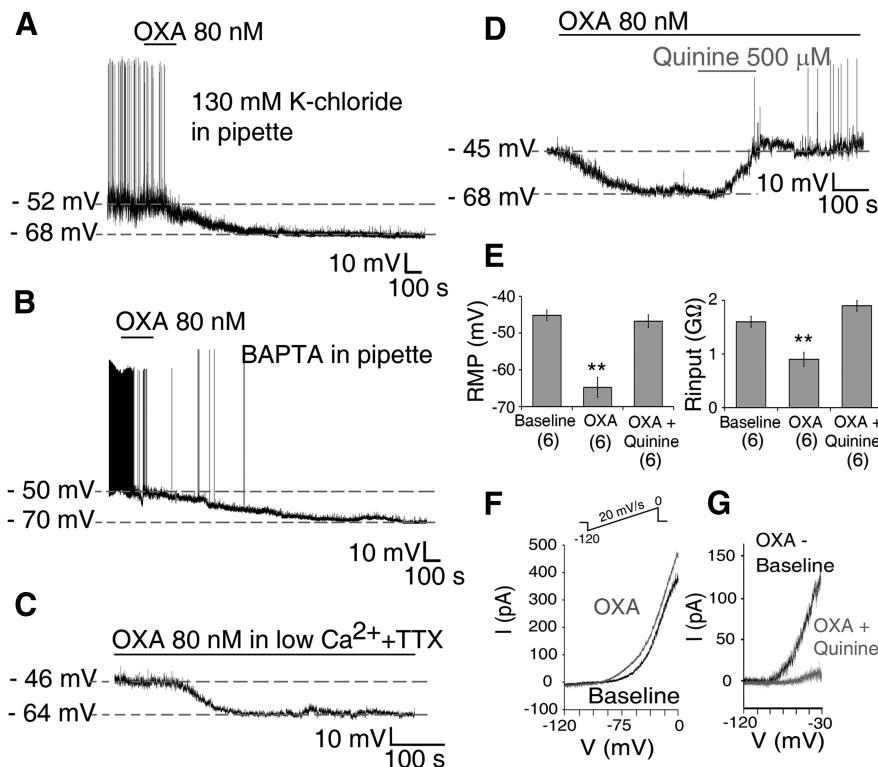 A
OXA 80 nM
130 mM K-chloride
in pipette
- 52 mV
- 68 mV
10 mV
100 s
B
OXA 80 nM
BAPTA in pipette
- 50 mV
- 70 mV
10 mV
100 s
C
OXA 80 nM in low Ca2++TTX
- 46 mV
- 64 mV
10 mV
100 s
D
OXA 80 nM
Quinine 500 µM
- 45 mV
- 68 mV
10 mV
100 s
E
RMP (mV)
-40
-50
-60
-70
**
Baseline
(6)
OXA
(6)
OXA +
Quinine
(6)
Rinput (GΩ)
2
1
0
**
Baseline
(6)
OXA
(6)
OXA +
Quinine
(6)
F
20 mV/s
0
-120
I (pA)
500
400
300
200
100
0
-100
OXA
Baseline
-120
-75
0
V (mV)
G
OXA -
Baseline
I (pA)
150
100
50
0
OXA +
Quinine
-120
-30
V (mV)